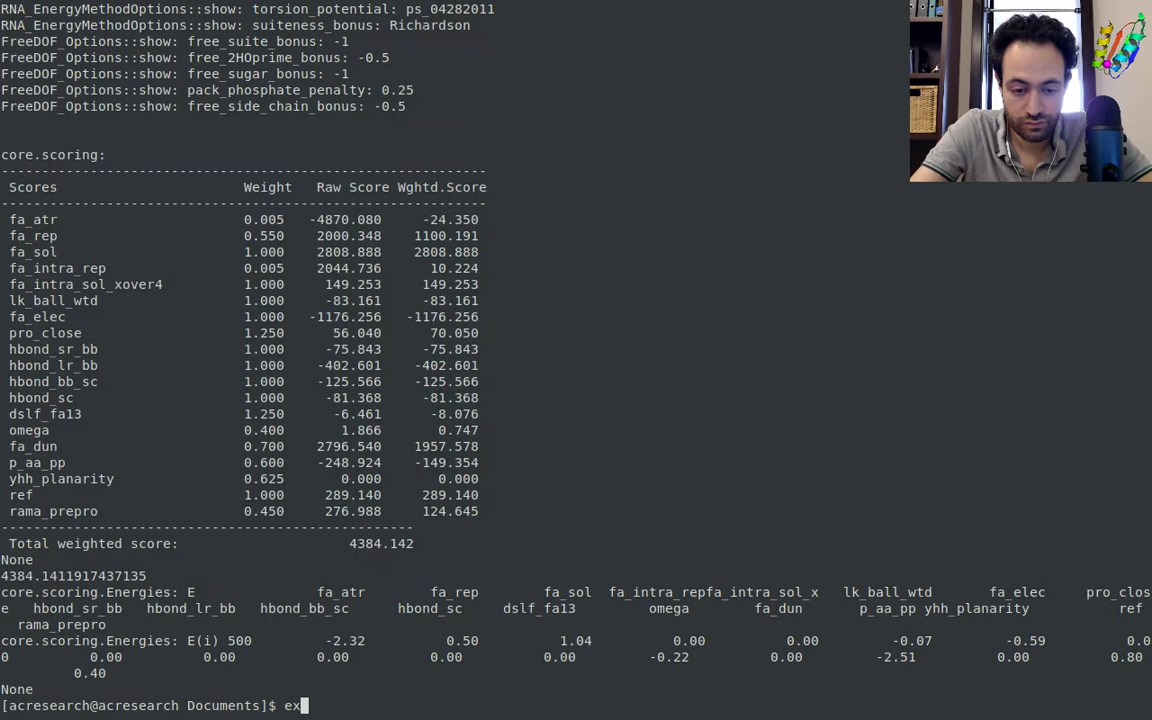 RNA_EnergyMethodOptions::show: torsion_potential: ps_04282011
RNA_EnergyMethodOptions::show: suiteness_bonus: Richardson
FreeDOF_Options::show: free_suite_bonus: -1
FreeDOF_Options::show: free_2HOprime_bonus: -0.5
FreeDOF_Options::show: free_sugar_bonus: -1
FreeDOF_Options::show: pack_phosphate_penalty: 0.25
FreeDOF_Options::show: free_side_chain_bonus: -0.5
core.scoring:
------------------------------------------------------------
Scores Weight Raw Score Wghtd.Score
------------------------------------------------------------
fa_atr 0.005 -4870.080 -24.350
fa_rep 0.550 2000.348 1100.191
fa_sol 1.000 2808.888 2808.888
fa_intra_rep 0.005 2044.736 10.224
fa_intra_sol_xover4 1.000 149.253 149.253
lk_ball_wtd 1.000 -83.161 -83.161
fa_elec 1.000 -1176.256 -1176.256
pro_close 1.250 56.040 70.050
hbond_sr_bb 1.000 -75.843 -75.843
hbond_lr_bb 1.000 -402.601 -402.601
hbond_bb_sc 1.000 -125.566 -125.566
hbond_sc 1.000 -81.368 -81.368
dslf_fa13 1.250 -6.461 -8.076
omega 0.400 1.866 0.747
fa_dun 0.700 2796.540 1957.578
p_aa_pp 0.600 -248.924 -149.354
yhh_planarity 0.625 0.000 0.000
ref 1.000 289.140 289.140
rama_prepro 0.450 276.988 124.645
---------------------------------------------------
Total weighted score: 4384.142
None
4384.1411917437135
core.scoring.Energies: E fa_atr fa_rep fa_sol fa_intra_repfa_intra_sol_x lk_ball_wtd fa_elec pro_clos
e hbond_sr_bb hbond_lr_bb hbond_bb_sc hbond_sc dslf_fa13 omega fa_dun p_aa_pp yhh_planarity ref
rama_prepro
core.scoring.Energies: E(i) 500 -2.32 0.50 1.04 0.00 0.00 -0.07 -0.59 0.0
0 0.00 0.00 0.00 0.00 0.00 -0.22 0.00 -2.51 0.00 0.80
0.40
None
[acresearch@acresearch Documents]$ ex